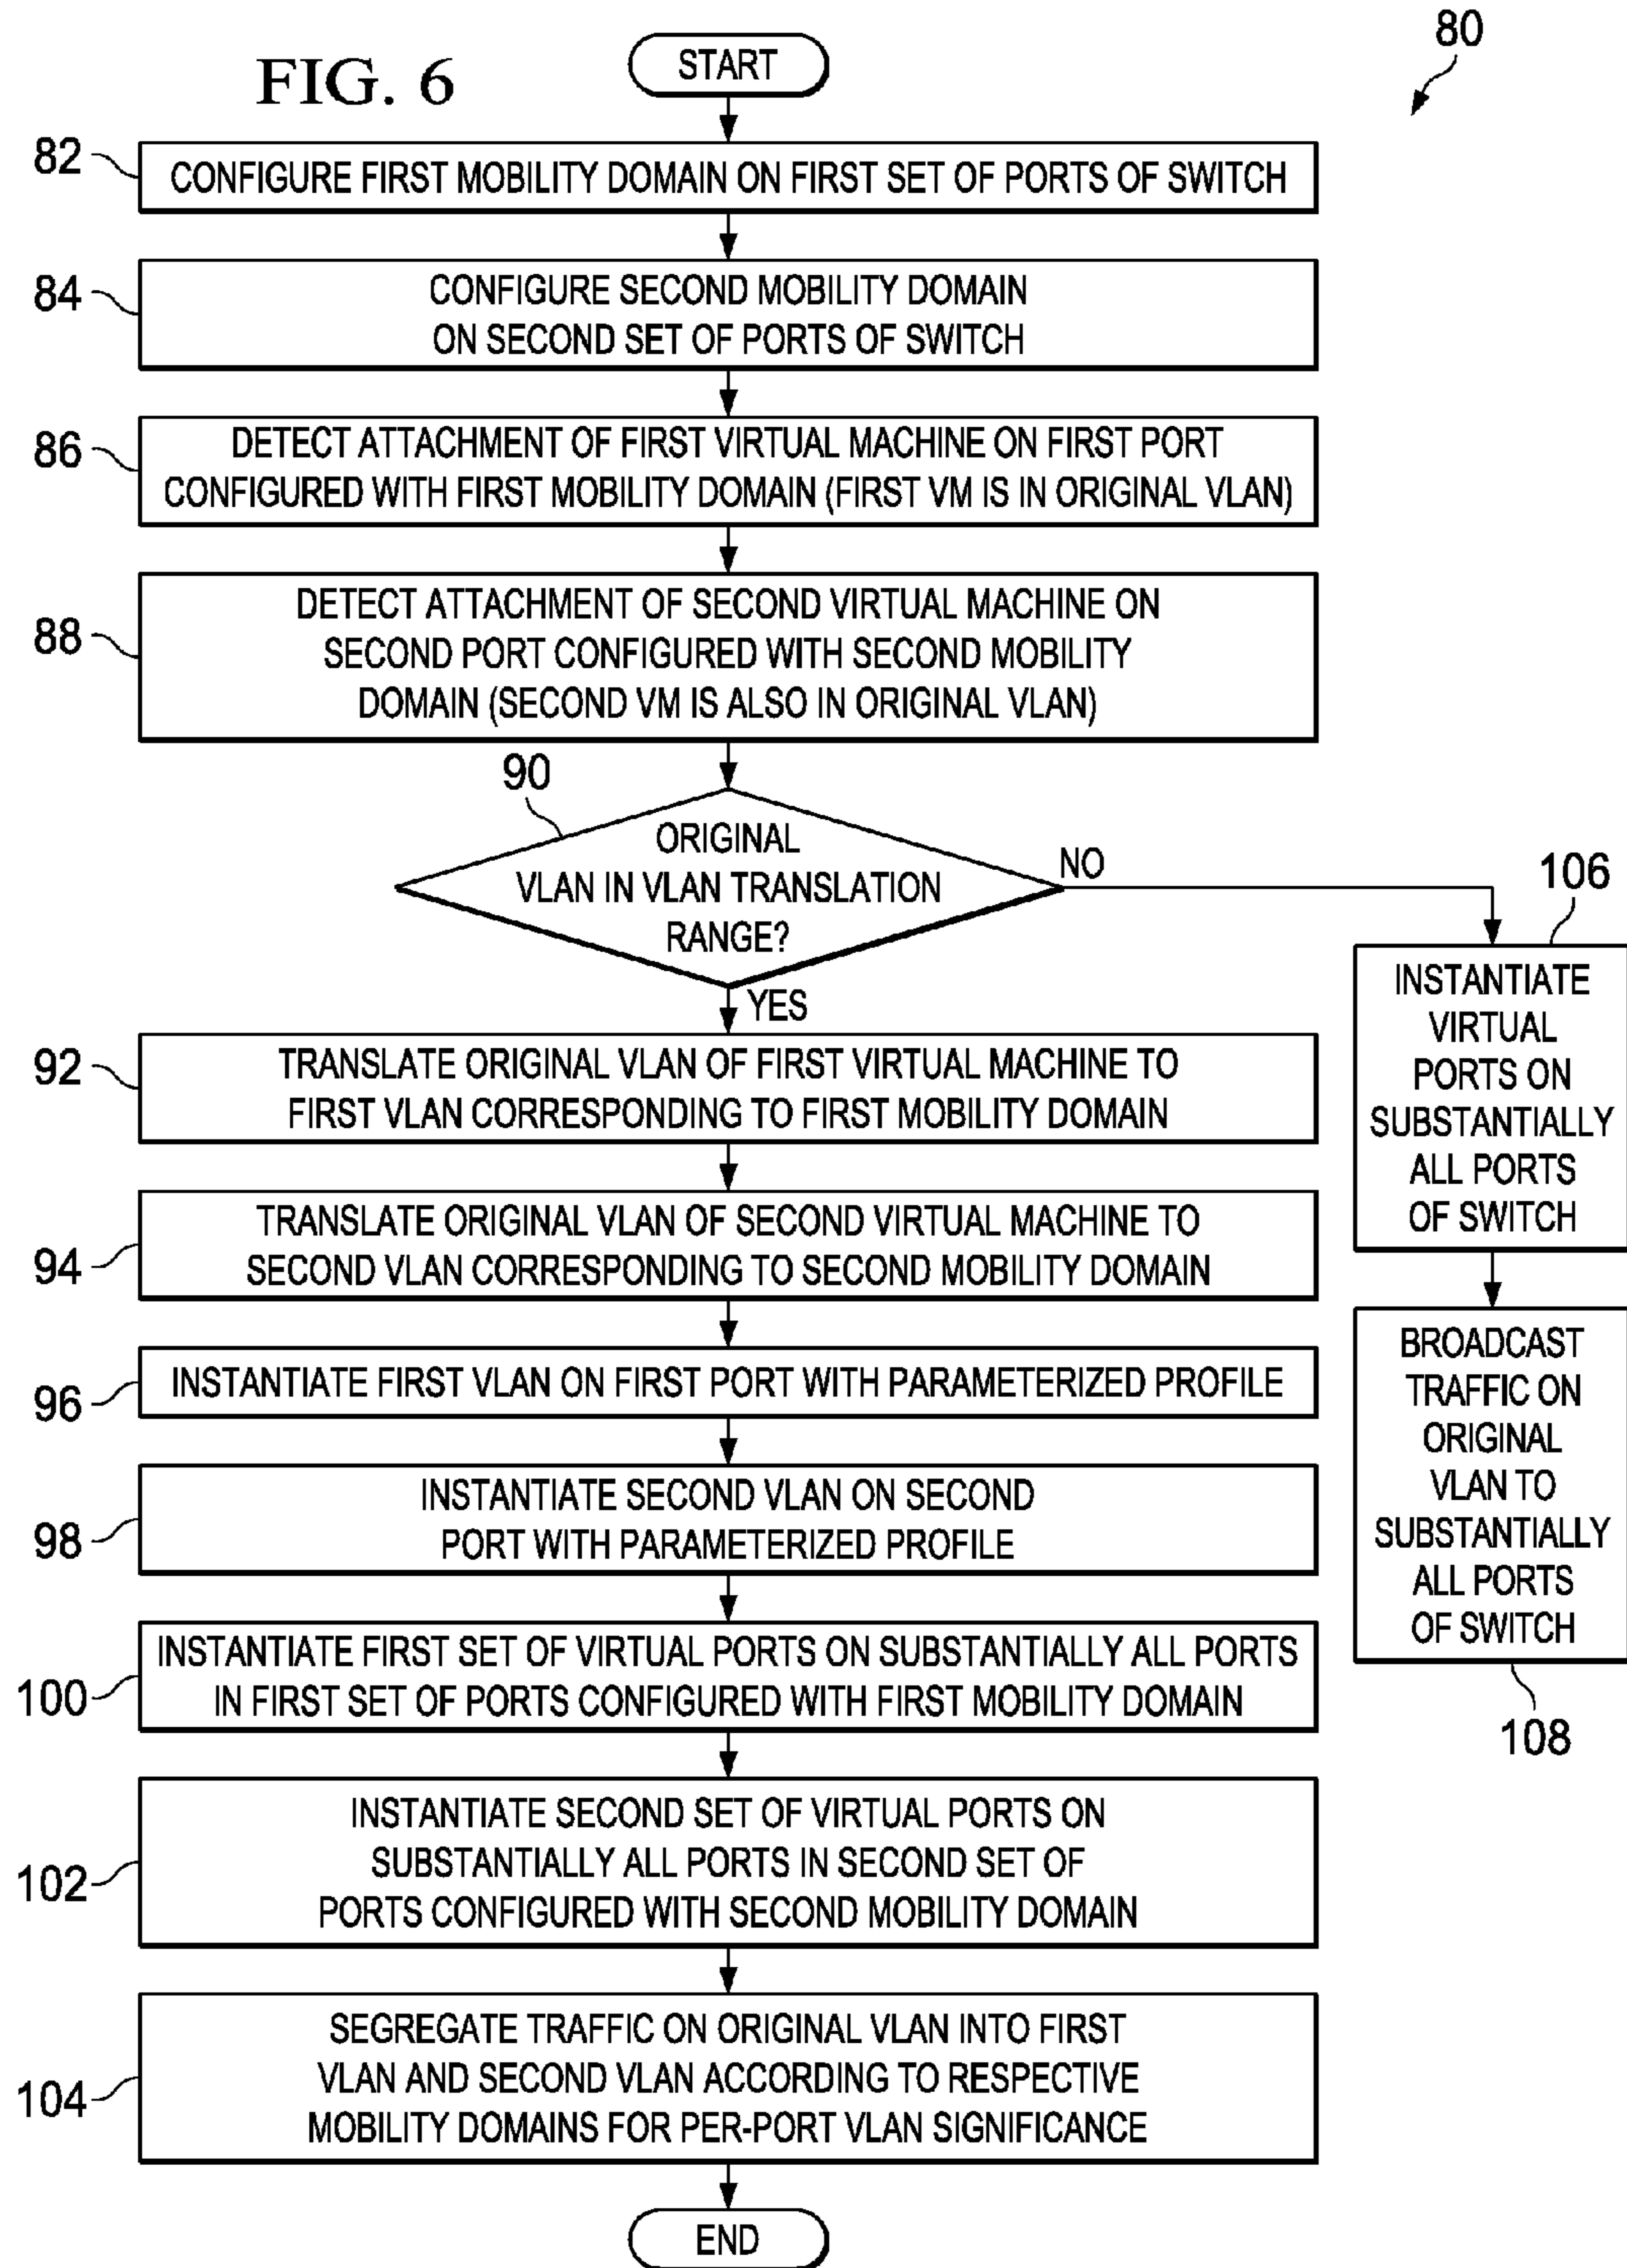 FIG. 6
START
80
82
CONFIGURE FIRST MOBILITY DOMAIN ON FIRST SET OF PORTS OF SWITCH
84
CONFIGURE SECOND MOBILITY DOMAIN
ON SECOND SET OF PORTS OF SWITCH
86
DETECT ATTACHMENT OF FIRST VIRTUAL MACHINE ON FIRST PORT
CONFIGURED WITH FIRST MOBILITY DOMAIN (FIRST VM IS IN ORIGINAL VLAN)
88
DETECT ATTACHMENT OF SECOND VIRTUAL MACHINE ON
SECOND PORT CONFIGURED WITH SECOND MOBILITY
DOMAIN (SECOND VM IS ALSO IN ORIGINAL VLAN)
90
ORIGINAL
VLAN IN VLAN TRANSLATION
RANGE?
NO
YES
92
TRANSLATE ORIGINAL VLAN OF FIRST VIRTUAL MACHINE TO
FIRST VLAN CORRESPONDING TO FIRST MOBILITY DOMAIN
94
TRANSLATE ORIGINAL VLAN OF SECOND VIRTUAL MACHINE TO
SECOND VLAN CORRESPONDING TO SECOND MOBILITY DOMAIN
96
INSTANTIATE FIRST VLAN ON FIRST PORT WITH PARAMETERIZED PROFILE
98
INSTANTIATE SECOND VLAN ON SECOND
PORT WITH PARAMETERIZED PROFILE
100
INSTANTIATE FIRST SET OF VIRTUAL PORTS ON SUBSTANTIALLY ALL PORTS
IN FIRST SET OF PORTS CONFIGURED WITH FIRST MOBILITY DOMAIN
102
INSTANTIATE SECOND SET OF VIRTUAL PORTS ON
SUBSTANTIALLY ALL PORTS IN SECOND SET OF
PORTS CONFIGURED WITH SECOND MOBILITY DOMAIN
104
SEGREGATE TRAFFIC ON ORIGINAL VLAN INTO FIRST
VLAN AND SECOND VLAN ACCORDING TO RESPECTIVE
MOBILITY DOMAINS FOR PER-PORT VLAN SIGNIFICANCE
END
106
INSTANTIATE
VIRTUAL
PORTS ON
SUBSTANTIALLY
ALL PORTS
OF SWITCH
BROADCAST
TRAFFIC ON
ORIGINAL
VLAN TO
SUBSTANTIALLY
ALL PORTS
OF SWITCH
108